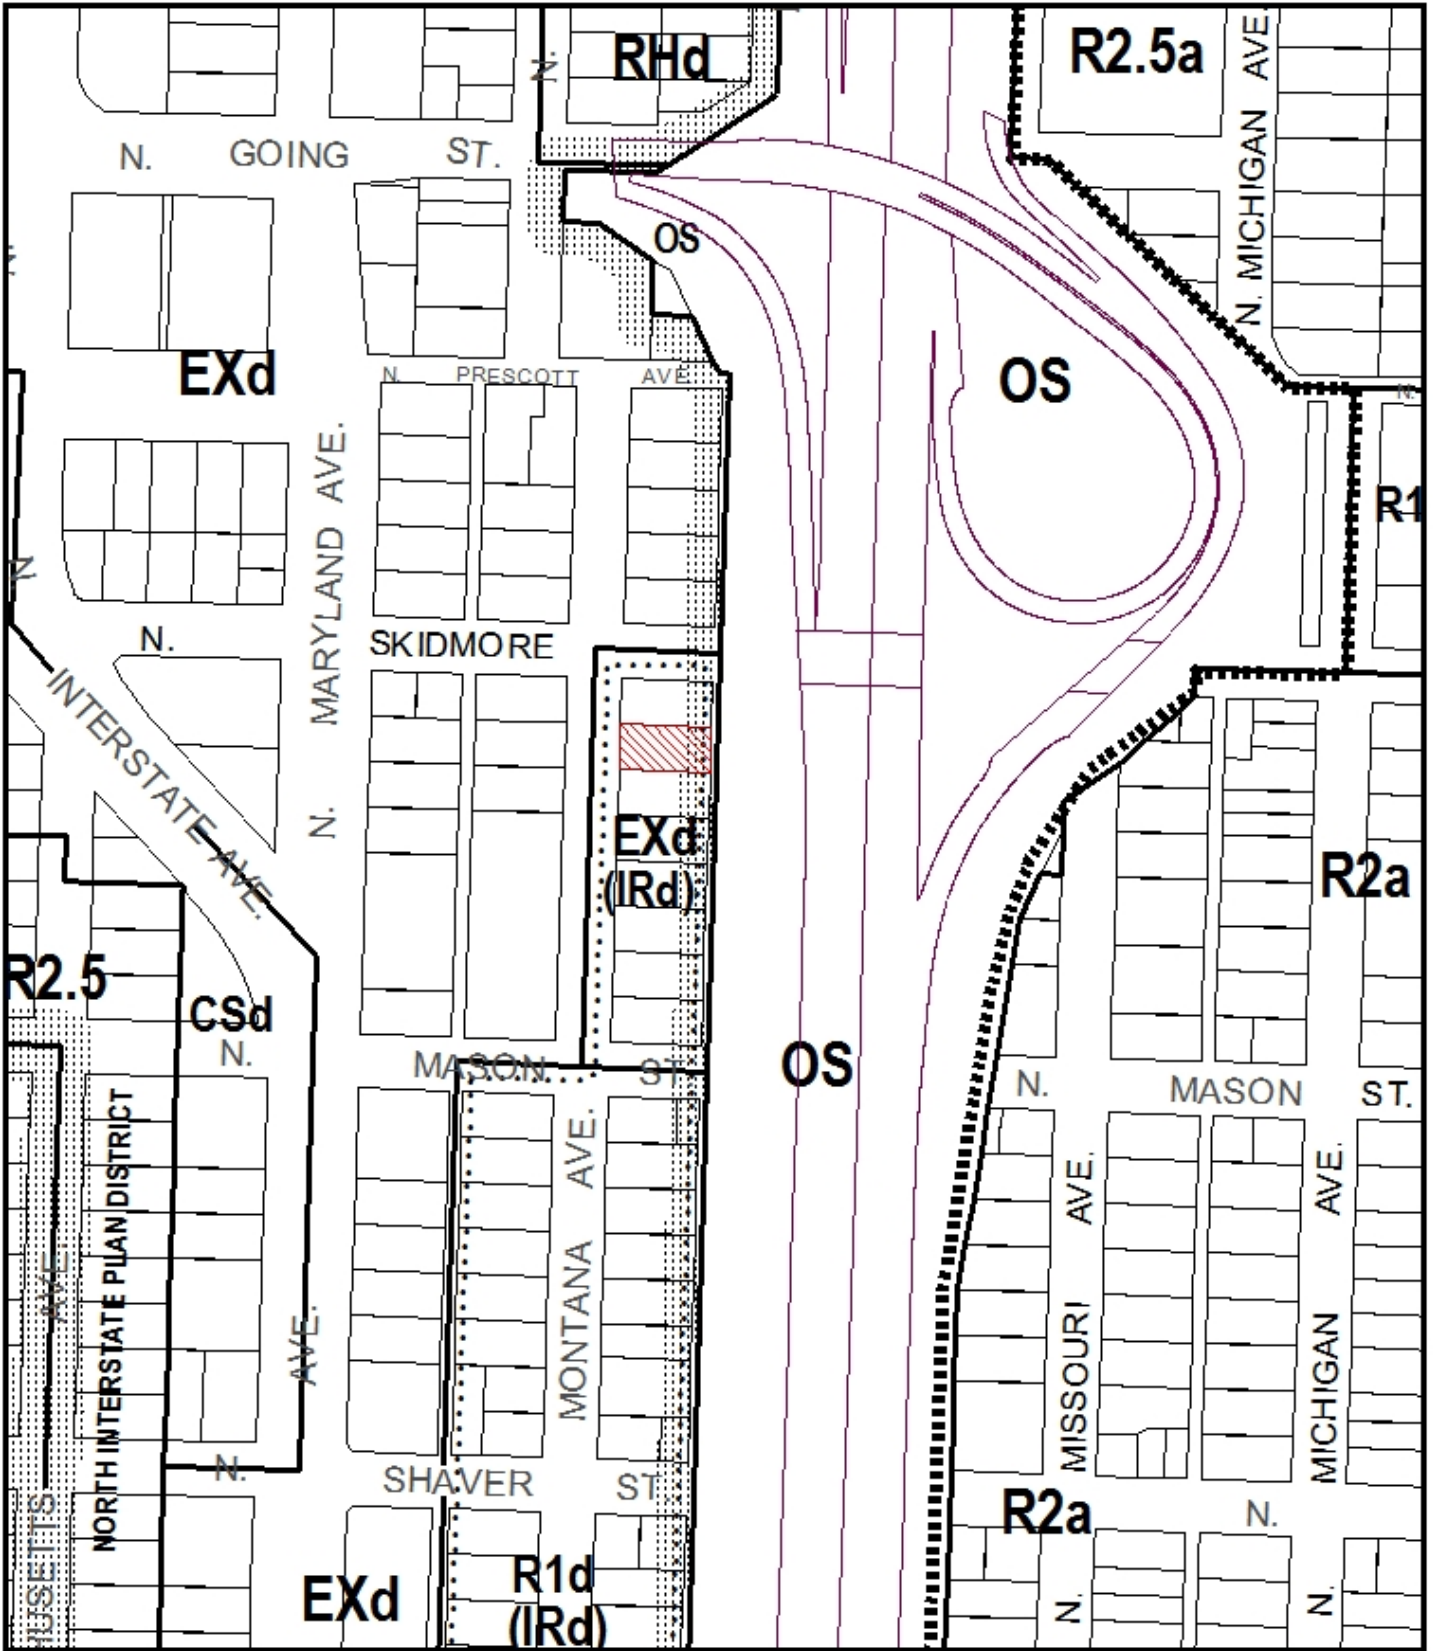 RHd
R2.5a
N.
N. MICHIGAN AVE.
N. GOING ST.
OS
EXd
OS
N. PRESCOTT AVE.
N.
R1
N
MARYLAND AVE.
N.
N. SKIDMORE
INTERSTATE AVE.
EXd
(IRd)
R2a
R2.5
CSd
N.
MASON ST.
OS
N. MASON ST.
NORTH INTERSTATE PLAN DISTRICT
AVE.
AVE.
MONTANA AVE.
MISSOURI AVE.
MICHIGAN AVE.
N. SHAVER ST.
R2a
N.
HUSETTS
EXd
R1d
(IRd)
N.
N.